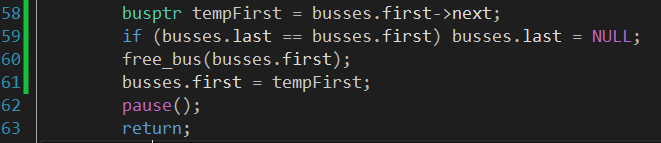 58 busptr tempFirst = busses.first->next;
59 if (busses.last == busses.first) busses.last = NULL;
60 free_bus(busses.first);
61 busses.first = tempFirst;
62 pause();
63 return;